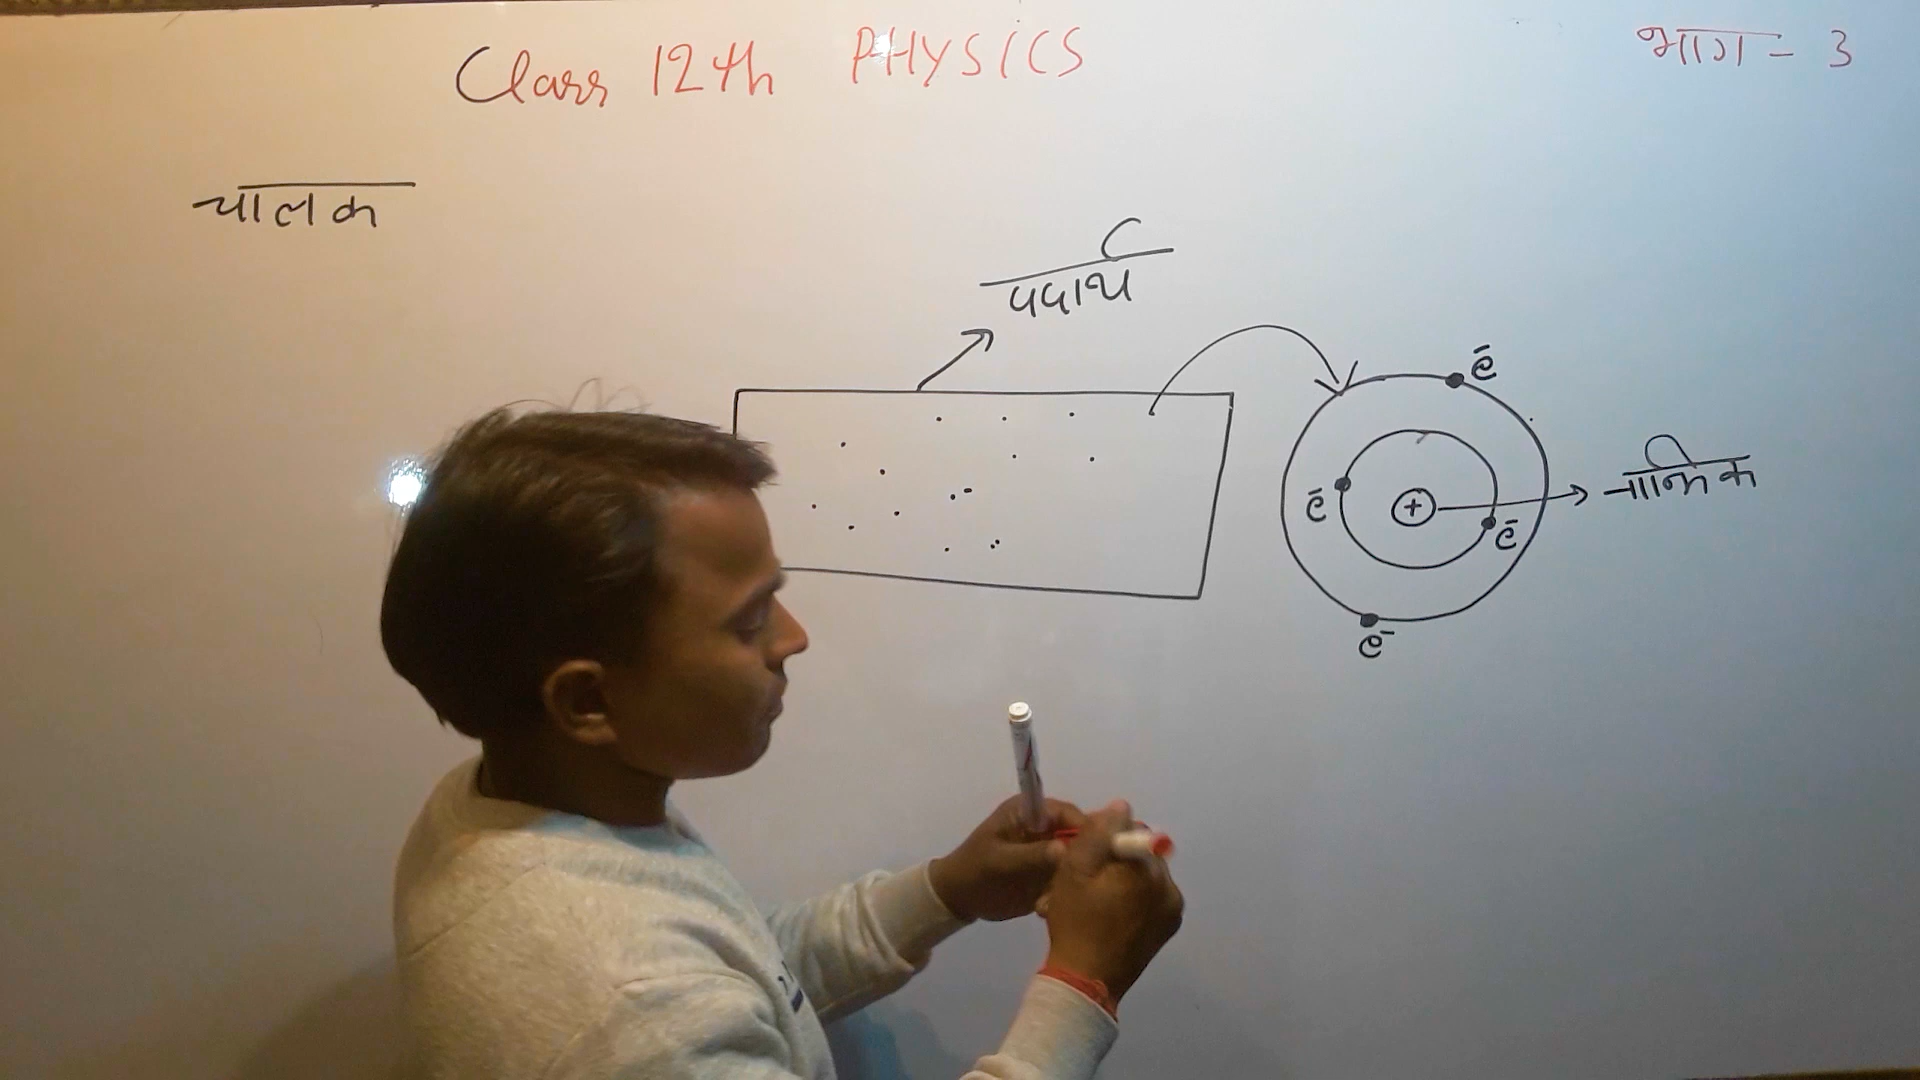 Class 12th PHYSICS
भाग - 3
चालक
पदार्थ
e⁻
e⁻
+
नाभिक
e⁻
e⁻